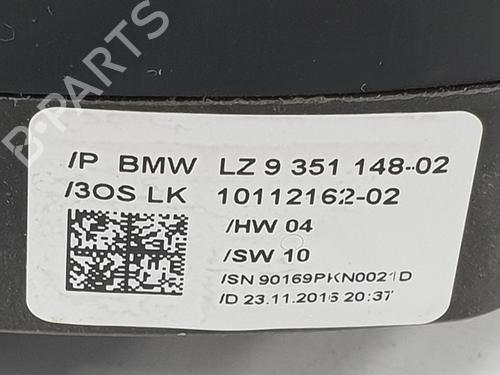 B-PARTS
/P BMW LZ 9 351 148-02
/3OS LK 10112162-02
/HW 04
/SW 10
/SN 90169PKN0021D
/D 23.11.2016 20:37